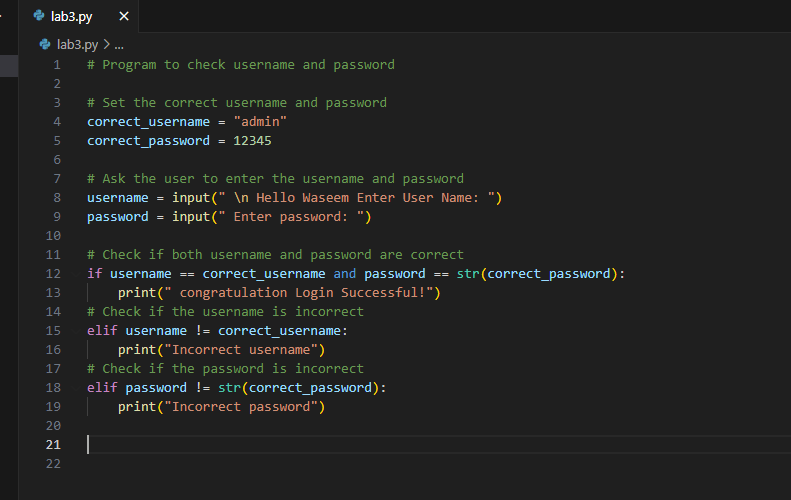 lab3.py ×
lab3.py > ...
1 # Program to check username and password
2
3 # Set the correct username and password
4 correct_username = "admin"
5 correct_password = 12345
6
7 # Ask the user to enter the username and password
8 username = input(" \n Hello Waseem Enter User Name: ")
9 password = input(" Enter password: ")
10
11 # Check if both username and password are correct
12 if username == correct_username and password == str(correct_password):
13     print(" congratulation Login Successful!")
14 # Check if the username is incorrect
15 elif username != correct_username:
16     print("Incorrect username")
17 # Check if the password is incorrect
18 elif password != str(correct_password):
19     print("Incorrect password")
20
21
22